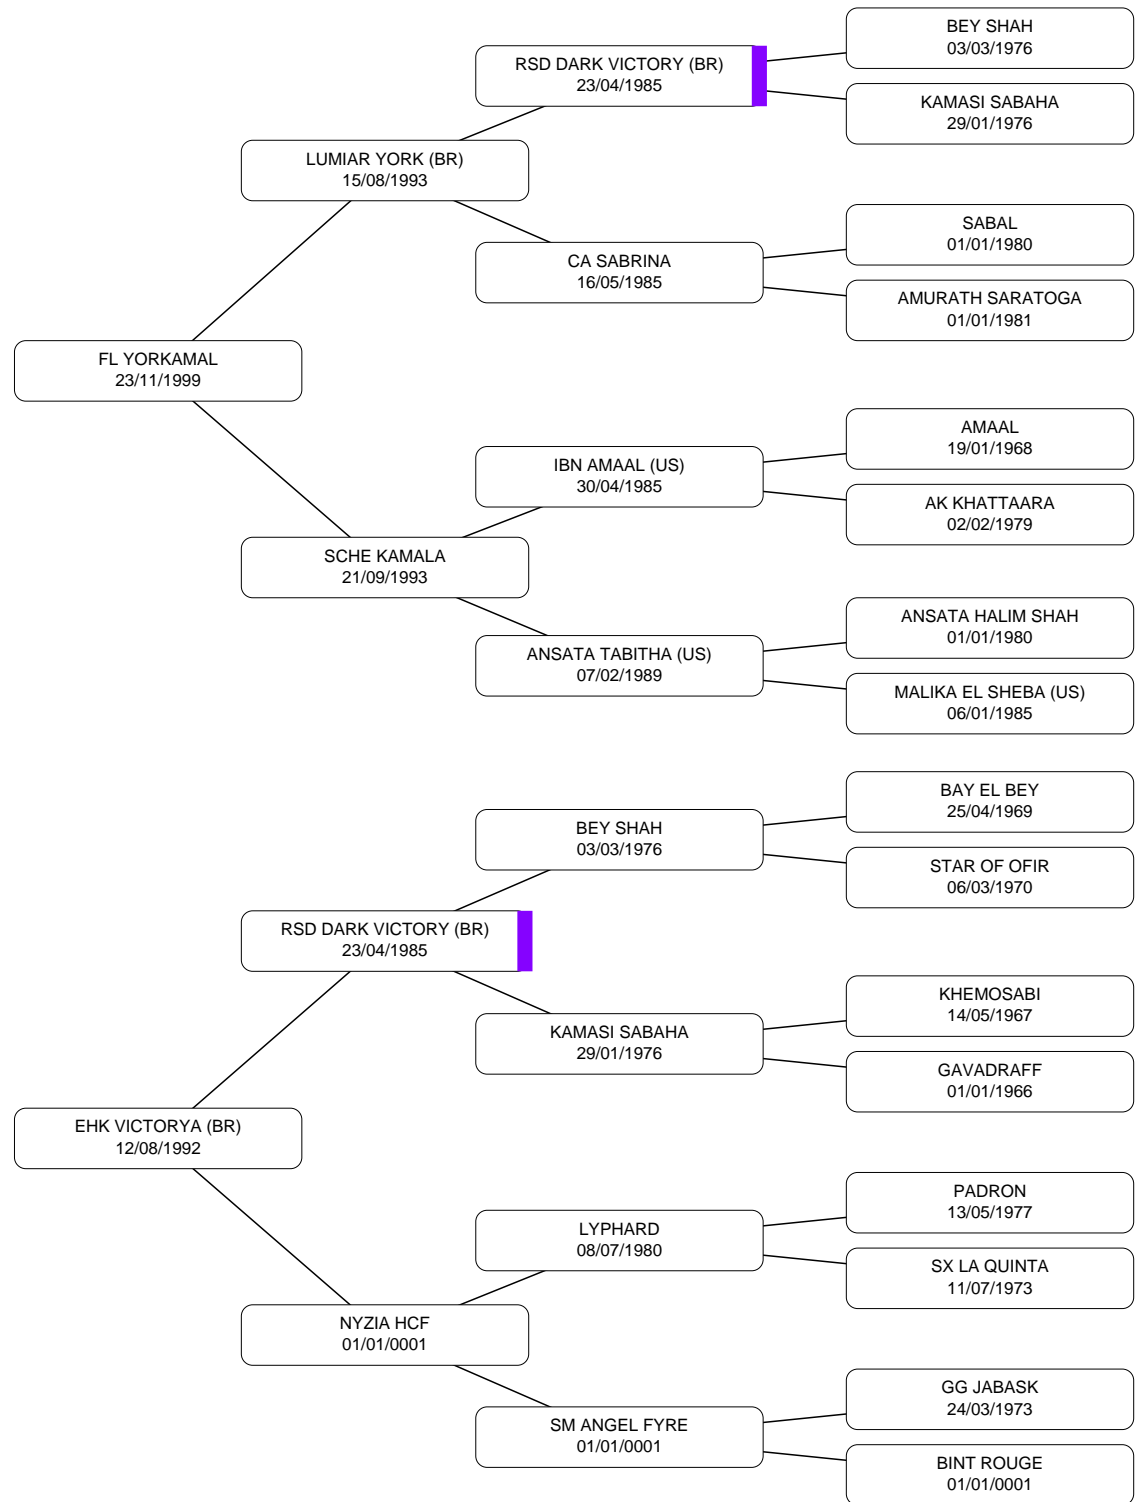 BEY SHAH
03/03/1976
RSD DARK VICTORY (BR)
23/04/1985
KAMASI SABAHA
29/01/1976
LUMIAR YORK (BR)
15/08/1993
SABAL
01/01/1980
CA SABRINA
16/05/1985
AMURATH SARATOGA
01/01/1981
FL YORKAMAL
23/11/1999
AMAAL
19/01/1968
IBN AMAAL (US)
30/04/1985
AK KHATTAARA
02/02/1979
SCHE KAMALA
21/09/1993
ANSATA HALIM SHAH
01/01/1980
ANSATA TABITHA (US)
07/02/1989
MALIKA EL SHEBA (US)
06/01/1985
BAY EL BEY
25/04/1969
BEY SHAH
03/03/1976
STAR OF OFIR
06/03/1970
RSD DARK VICTORY (BR)
23/04/1985
KHEMOSABI
14/05/1967
KAMASI SABAHA
29/01/1976
GAVADRAFF
01/01/1966
EHK VICTORYA (BR)
12/08/1992
PADRON
13/05/1977
LYPHARD
08/07/1980
SX LA QUINTA
11/07/1973
NYZIA HCF
01/01/0001
GG JABASK
24/03/1973
SM ANGEL FYRE
01/01/0001
BINT ROUGE
01/01/0001